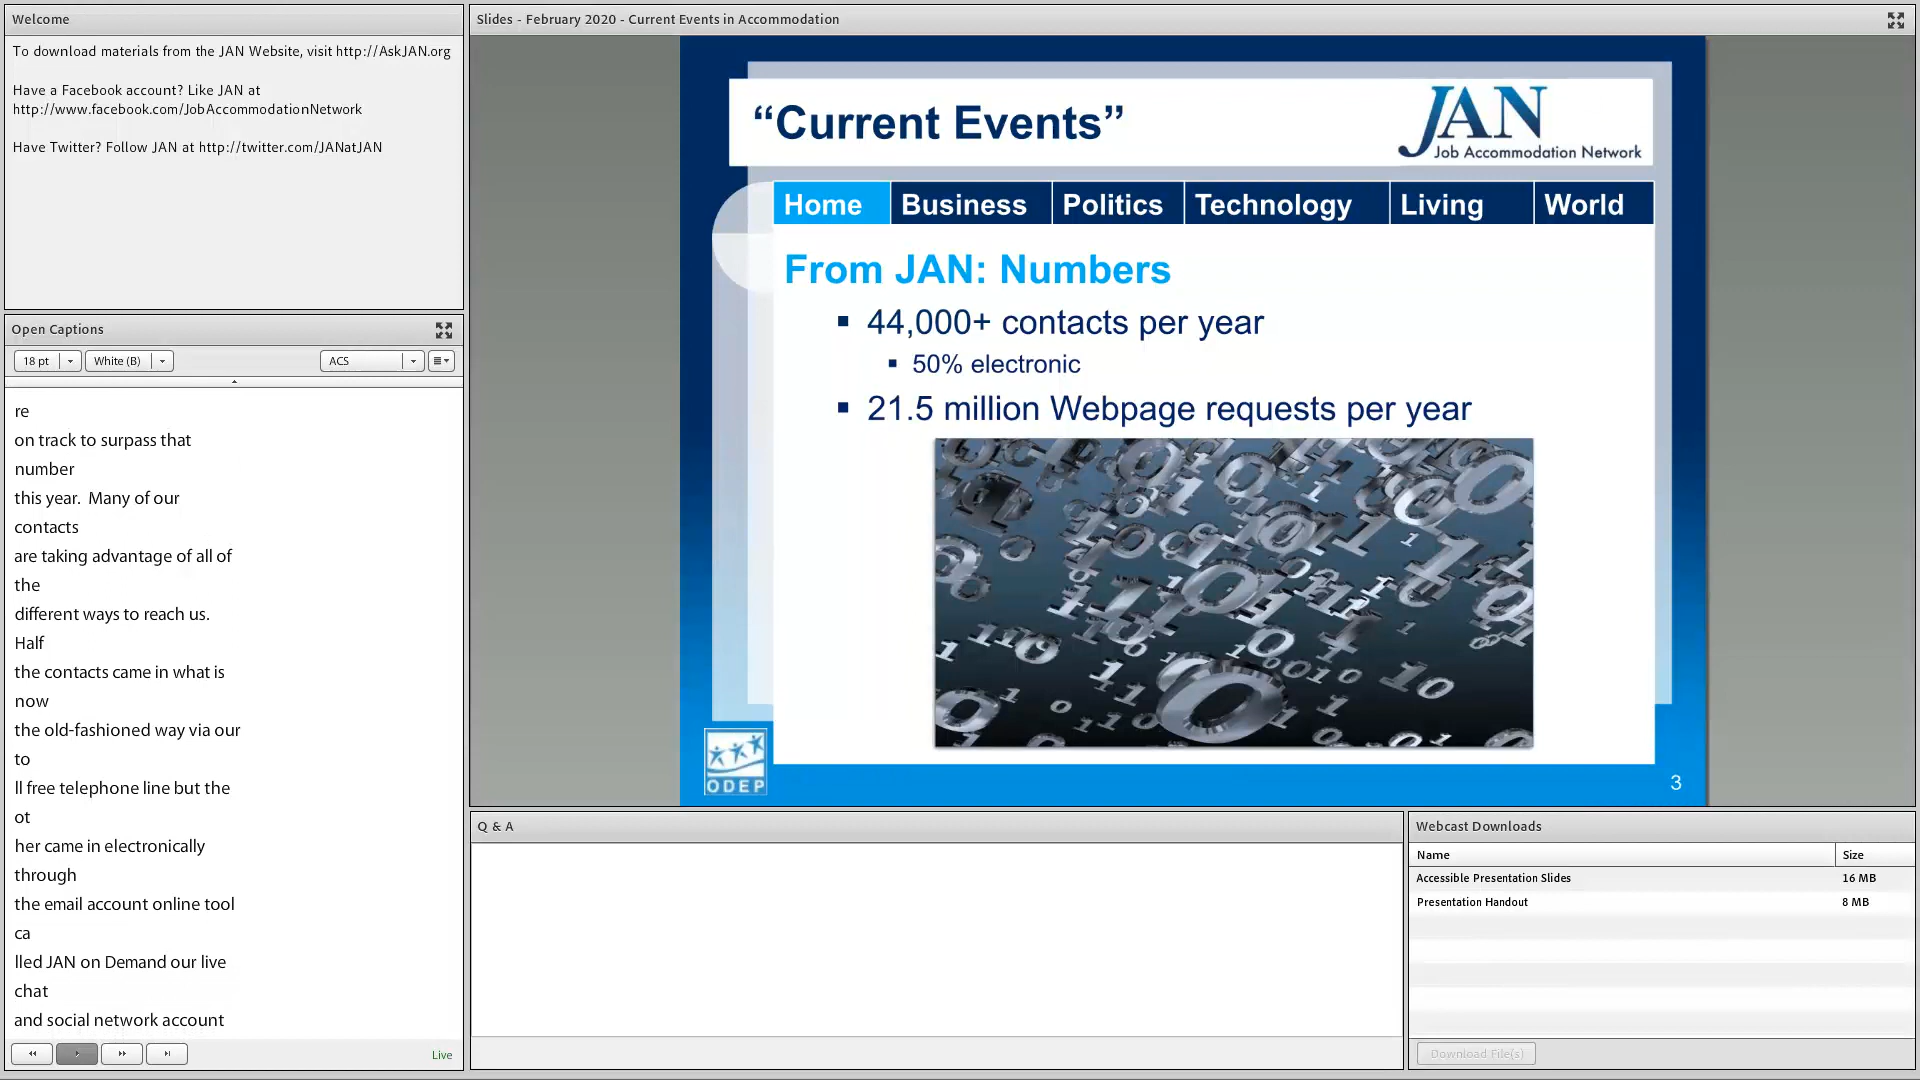 Welcome
To download materials from the JAN Website, visit http://AskJAN.org
Have a Facebook account? Like JAN at
http://www.facebook.com/JobAccommodationNetwork
Have Twitter? Follow JAN at http://twitter.com/JANatJAN
Open Captions
18 pt
White (B)
ACS
re
on track to surpass that
number
this year.  Many of our
contacts
are taking advantage of all of
the
different ways to reach us.
Half
the contacts came in what is
now
the old-fashioned way via our
to
ll free telephone line but the
ot
her came in electronically
through
the email account online tool
ca
lled JAN on Demand our live
chat
and social network account
Live
Slides - February 2020 - Current Events in Accommodation
“Current Events”
JAN
Job Accommodation Network
Home Business Politics Technology Living World
From JAN: Numbers
▪ 44,000+ contacts per year
▪ 50% electronic
▪ 21.5 million Webpage requests per year
ODEP
3
Q & A
Webcast Downloads
Name Size
Accessible Presentation Slides 16 MB
Presentation Handout 8 MB
Download File(s)